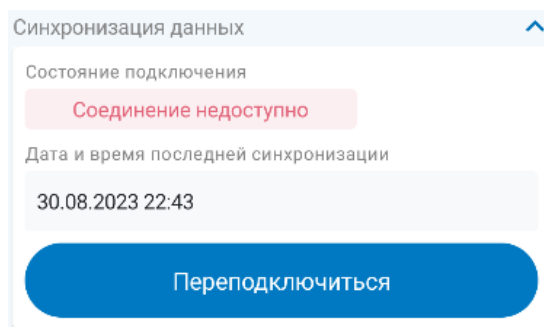 Синхронизация данных
Состояние подключения
Соединение недоступно
Дата и время последней синхронизации
30.08.2023 22:43
Переподключиться